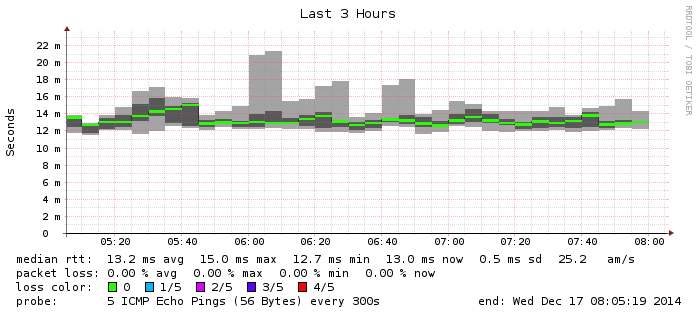 Last 3 Hours
RRDTOOL / TOBI OETIKER
Seconds
22 m
20 m
18 m
16 m
14 m
12 m
10 m
8 m
6 m
4 m
2 m
0
05:20 05:40 06:00 06:20 06:40 07:00 07:20 07:40 08:00
median rtt: 13.2 ms avg 15.0 ms max 12.7 ms min 13.0 ms now 0.5 ms sd 25.2 am/s
packet loss: 0.00 % avg 0.00 % max 0.00 % min 0.00 % now
loss color: 0 1/5 2/5 3/5 4/5
probe: 5 ICMP Echo Pings (56 Bytes) every 300s end: Wed Dec 17 08:05:19 2014